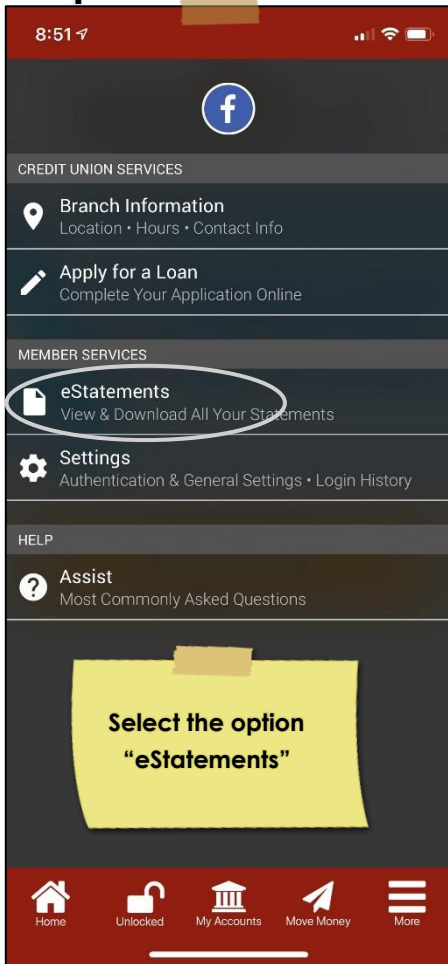 8:51
f
CREDIT UNION SERVICES
Branch Information
Location • Hours • Contact Info
Apply for a Loan
Complete Your Application Online
MEMBER SERVICES
eStatements
View & Download All Your Statements
Settings
Authentication & General Settings • Login History
HELP
? Assist
Most Commonly Asked Questions
Select the option
“eStatements”
Home Unlocked My Accounts Move Money More